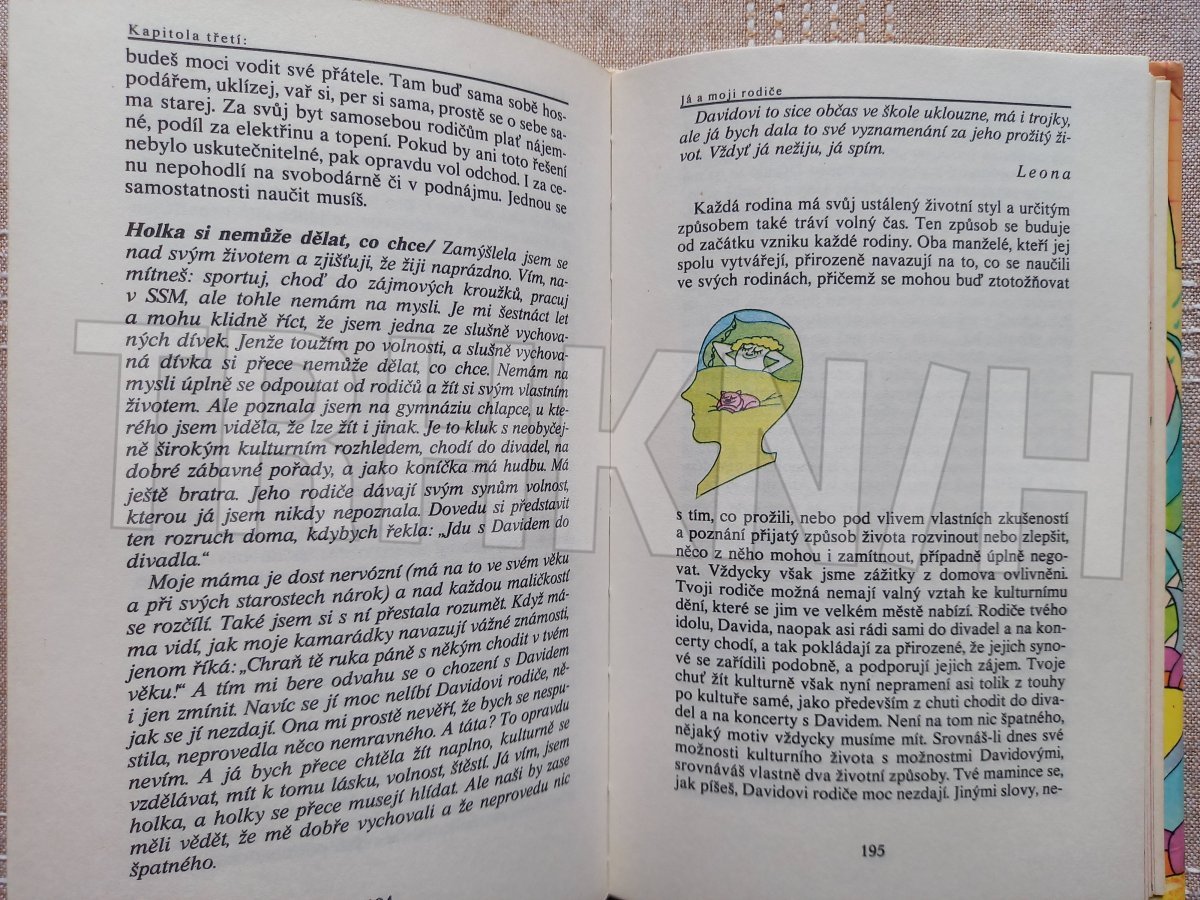 Kapitola třetí:
budeš moci vodit své přátele. Tam buď sama sobě hos-
podářem, uklízej, vař si, per si sama, prostě se o sebe sa-
ma starej. Za svůj byt samosebou rodičům plať nájem-
né, podíl za elektřinu a topení. Pokud by ani toto řešení
nebylo uskutečnitelné, pak opravdu vol odchod. I za ce-
nu nepohodlí na svobodárně či v podnájmu. Jednou se
samostatnosti naučit musíš.
Holka si nemůže dělat, co chce/ Zamýšlela jsem se
nad svým životem a zjišťuji, že žiji naprázdno. Vím, na-
mítneš: sportuj, choď do zájmových kroužků, pracuj
v SSM, ale tohle nemám na mysli. Je mi šestnáct let
a mohu klidně říct, že jsem jedna ze slušně vychova-
ných dívek. Jenže toužím po volnosti, a slušně vychova-
ná dívka si přece nemůže dělat, co chce. Nemám na
mysli úplně se odpoutat od rodičů a žít si svým vlastním
životem. Ale poznala jsem na gymnáziu chlapce, u kte-
rého jsem viděla, že lze žít i jinak. Je to kluk s neobyčej-
ně širokým kulturním rozhledem, chodí do divadel, na
dobré zábavné pořady, a jako koníčka má hudbu. Má
ještě bratra. Jeho rodiče dávají svým synům volnost,
kterou já jsem nikdy nepoznala. Dovedu si představit
ten rozruch doma, kdybych řekla: „Jdu s Davidem do
divadla.“
Moje máma je dost nervózní (má na to ve svém věku
a při svých starostech nárok) a nad každou maličkostí
se rozčílí. Také jsem si s ní přestala rozumět. Když má-
ma vidí, jak moje kamarádky navazují vážné známosti,
jenom říká: „Chraň tě ruka páně s někým chodit v tvém
věku!“ A tím mi bere odvahu se o chození s Davidem
i jen zmínit. Navíc se jí moc nelíbí Davidovi rodiče, ně-
jak se jí nezdají. Ona mi prostě nevěří, že bych se nespu-
stila, neprovedla něco nemravného. A táta? To opravdu
nevím. A já bych přece chtěla žít naplno, kulturně se
vzdělávat, mít k tomu lásku, volnost, štěstí. Já vím, jsem
holka, a holky se přece musejí hlídat. Ale naši by zase
měli vědět, že mě dobře vychovali a že neprovedu nic
špatného.
Já a moji rodiče
Davidovi to sice občas ve škole uklouzne, má i trojky,
ale já bych dala to své vyznamenání za jeho prožitý ži-
vot. Vždyť já nežiju, já spím.
Leona
Každá rodina má svůj ustálený životní styl a určitým
způsobem také tráví volný čas. Ten způsob se buduje
od začátku vzniku každé rodiny. Oba manželé, kteří jej
spolu vytvářejí, přirozeně navazují na to, co se naučili
ve svých rodinách, přičemž se mohou buď ztotožňovat
s tím, co prožili, nebo pod vlivem vlastních zkušeností
a poznání přijatý způsob života rozvinout nebo zlepšit,
něco z něho mohou i zamítnout, případně úplně nego-
vat. Vždycky však jsme zážitky z domova ovlivněni.
Tvoji rodiče možná nemají valný vztah ke kulturnímu
dění, které se jim ve velkém městě nabízí. Rodiče tvého
idolu, Davida, naopak asi rádi sami do divadel a na kon-
certy chodí, a tak pokládají za přirozené, že jejich syno-
vé se zařídili podobně, a podporují jejich zájem. Tvoje
chuť žít kulturně však nyní nepramení asi tolik z touhy
po kultuře samé, jako především z chuti chodit do diva-
del a na koncerty s Davidem. Není na tom nic špatného,
nějaký motiv vždycky musíme mít. Srovnáš-li dnes své
možnosti kulturního života s možnostmi Davidovými,
srovnáváš vlastně dva životní způsoby. Tvé mamince se,
jak píšeš, Davidovi rodiče moc nezdají. Jinými slovy, ne-
195
TRHKNI/H